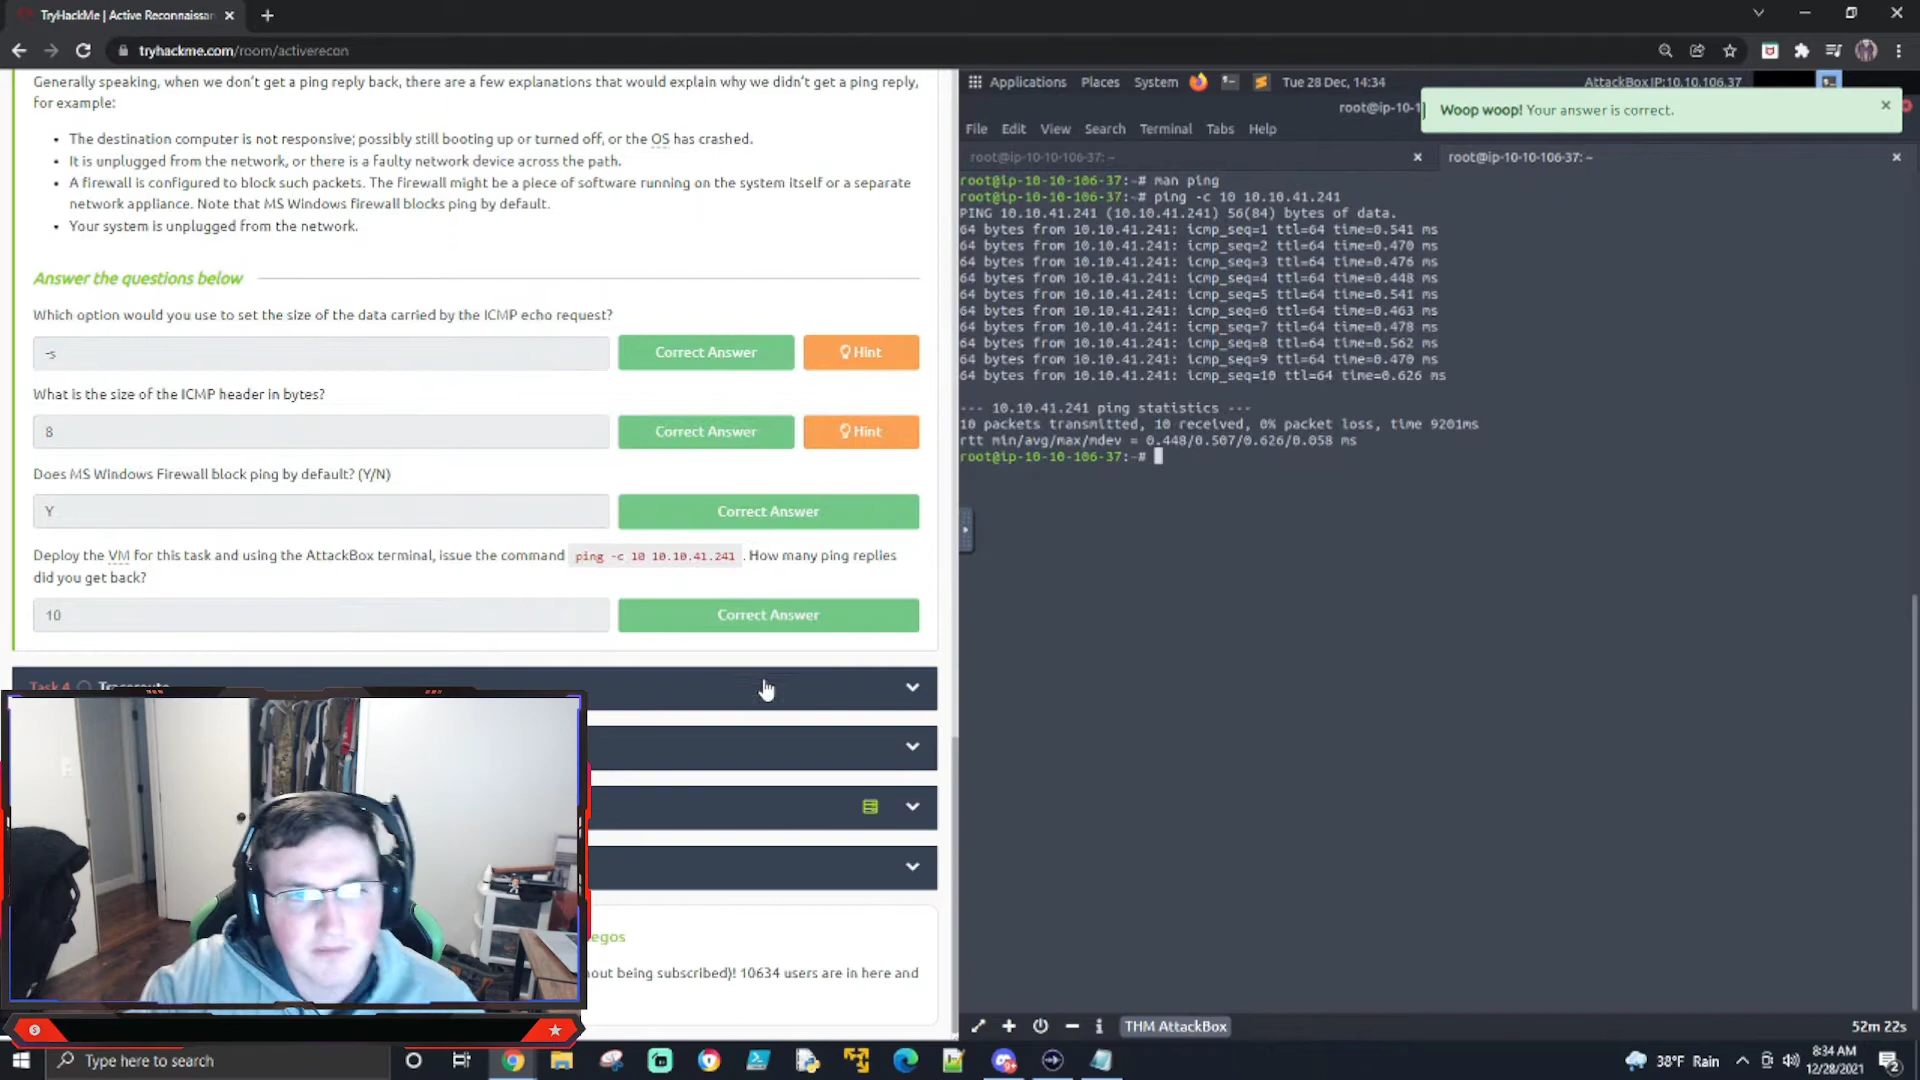 TryHackMe | Active Reconnaissan
tryhackme.com/room/activerecon
Generally speaking, when we don't get a ping reply back, there are a few explanations that would explain why we didn't get a ping reply,
for example:
The destination computer is not responsive; possibly still booting up or turned off, or the OS has crashed.
It is unplugged from the network, or there is a faulty network device across the path.
A firewall is configured to block such packets. The firewall might be a piece of software running on the system itself or a separate
network appliance. Note that MS Windows firewall blocks ping by default.
Your system is unplugged from the network.
Answer the questions below
Which option would you use to set the size of the data carried by the ICMP echo request?
-s
Correct Answer
Hint
What is the size of the ICMP header in bytes?
8
Correct Answer
Hint
Does MS Windows Firewall block ping by default? (Y/N)
Y
Correct Answer
Deploy the VM for this task and using the AttackBox terminal, issue the command ping -c 10 10.10.41.241 . How many ping replies
did you get back?
10
Correct Answer
Task 4 Traceroute
egos
out being subscribed)! 10634 users are in here and
Applications Places System Tue 28 Dec, 14:34 AttackBox IP:10.10.106.37
root@ip-10-1
Woop woop! Your answer is correct.
File Edit View Search Terminal Tabs Help
root@ip-10-10-106-37: ~
root@ip-10-10-106-37: ~
root@ip-10-10-106-37:~# man ping
root@ip-10-10-106-37:~# ping -c 10 10.10.41.241
PING 10.10.41.241 (10.10.41.241) 56(84) bytes of data.
64 bytes from 10.10.41.241: icmp_seq=1 ttl=64 time=0.541 ms
64 bytes from 10.10.41.241: icmp_seq=2 ttl=64 time=0.470 ms
64 bytes from 10.10.41.241: icmp_seq=3 ttl=64 time=0.476 ms
64 bytes from 10.10.41.241: icmp_seq=4 ttl=64 time=0.448 ms
64 bytes from 10.10.41.241: icmp_seq=5 ttl=64 time=0.541 ms
64 bytes from 10.10.41.241: icmp_seq=6 ttl=64 time=0.463 ms
64 bytes from 10.10.41.241: icmp_seq=7 ttl=64 time=0.478 ms
64 bytes from 10.10.41.241: icmp_seq=8 ttl=64 time=0.562 ms
64 bytes from 10.10.41.241: icmp_seq=9 ttl=64 time=0.470 ms
64 bytes from 10.10.41.241: icmp_seq=10 ttl=64 time=0.626 ms
--- 10.10.41.241 ping statistics ---
10 packets transmitted, 10 received, 0% packet loss, time 9201ms
rtt min/avg/max/mdev = 0.448/0.507/0.626/0.058 ms
root@ip-10-10-106-37:~#
THM AttackBox
52m 22s
Type here to search
38°F Rain
8:34 AM
12/28/2021
2